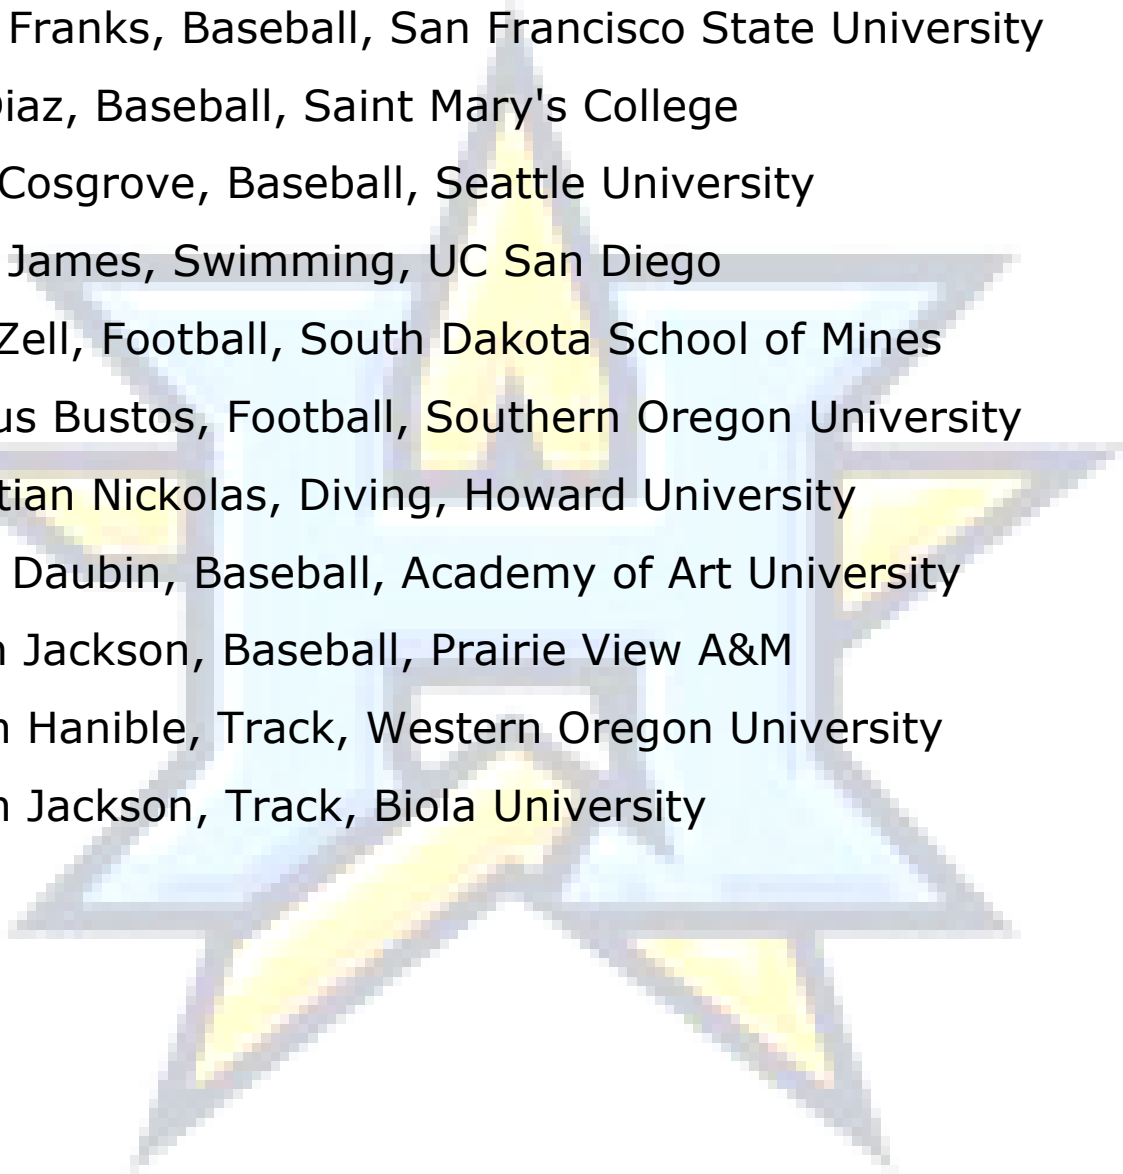 Franks, Baseball, San Francisco State University
Diaz, Baseball, Saint Mary's College
Cosgrove, Baseball, Seattle University
James, Swimming, UC San Diego
Zell, Football, South Dakota School of Mines
us Bustos, Football, Southern Oregon University
tian Nickolas, Diving, Howard University
Daubin, Baseball, Academy of Art University
Jackson, Baseball, Prairie View A&M
Hanible, Track, Western Oregon University
Jackson, Track, Biola University